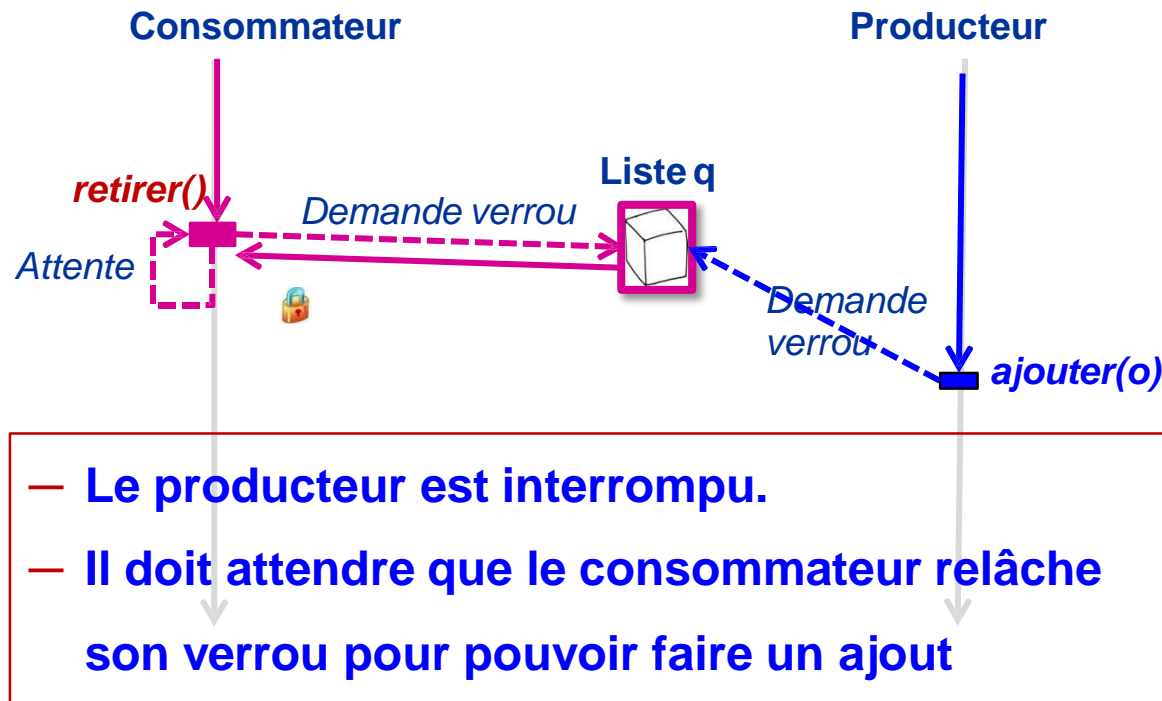 Consommateur
Producteur
Liste q
retirer()
Demande verrou
Attente
Demande
verrou
ajouter(o)
— Le producteur est interrompu.
— Il doit attendre que le consommateur relâche
son verrou pour pouvoir faire un ajout